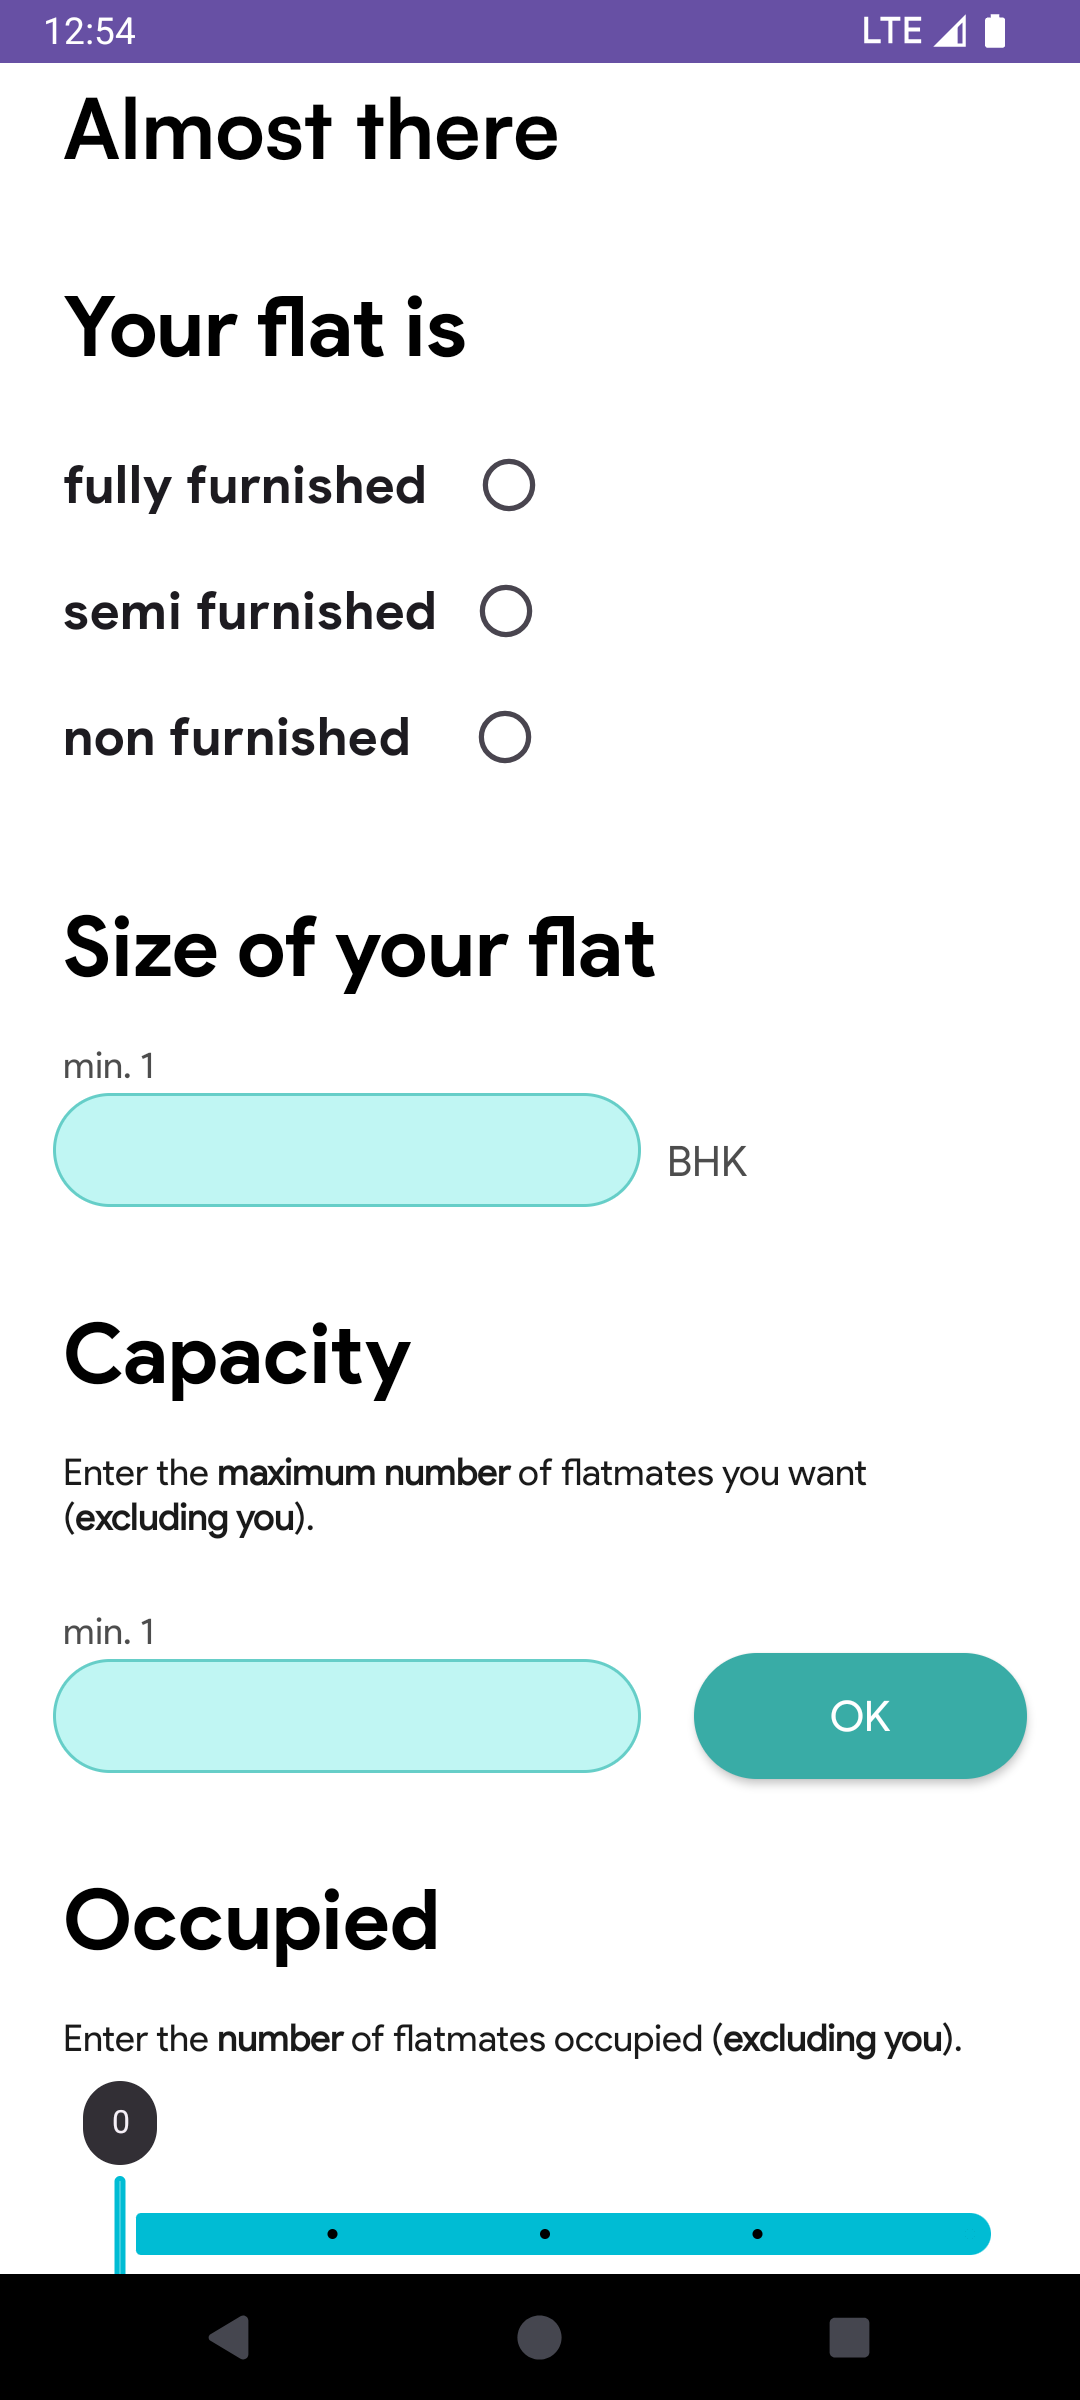 12:54
LTE
Almost there
Your flat is
fully furnished
semi furnished
non furnished
Size of your flat
min. 1
BHK
Capacity
Enter the maximum number of flatmates you want
(excluding you).
min. 1
OK
Occupied
Enter the number of flatmates occupied (excluding you).
0